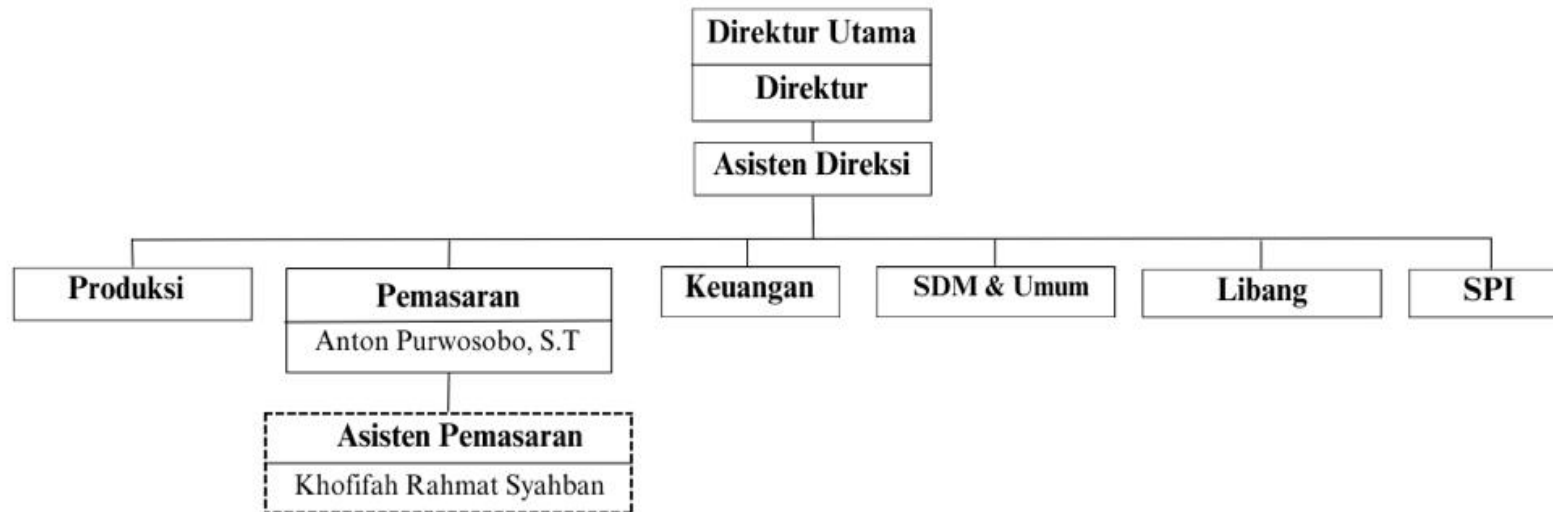 Direktur Utama
Direktur
Asisten Direksi
Produksi
Pemasaran
Anton Purwosobo, S.T
Asisten Pemasaran
Khofifah Rahmat Syahban
Keuangan
SDM & Umum
Libang
SPI